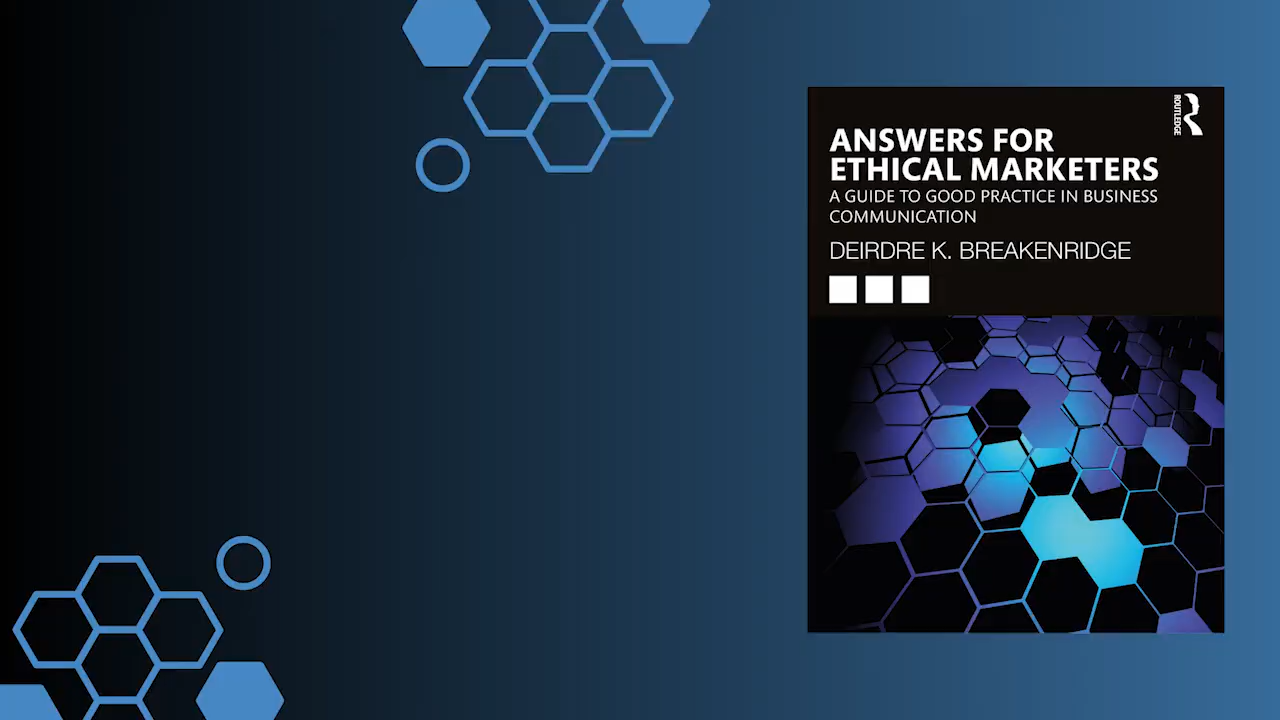 ROUTLEDGE
ANSWERS FOR
ETHICAL MARKETERS
A GUIDE TO GOOD PRACTICE IN BUSINESS
COMMUNICATION
DEIRDRE K. BREAKENRIDGE